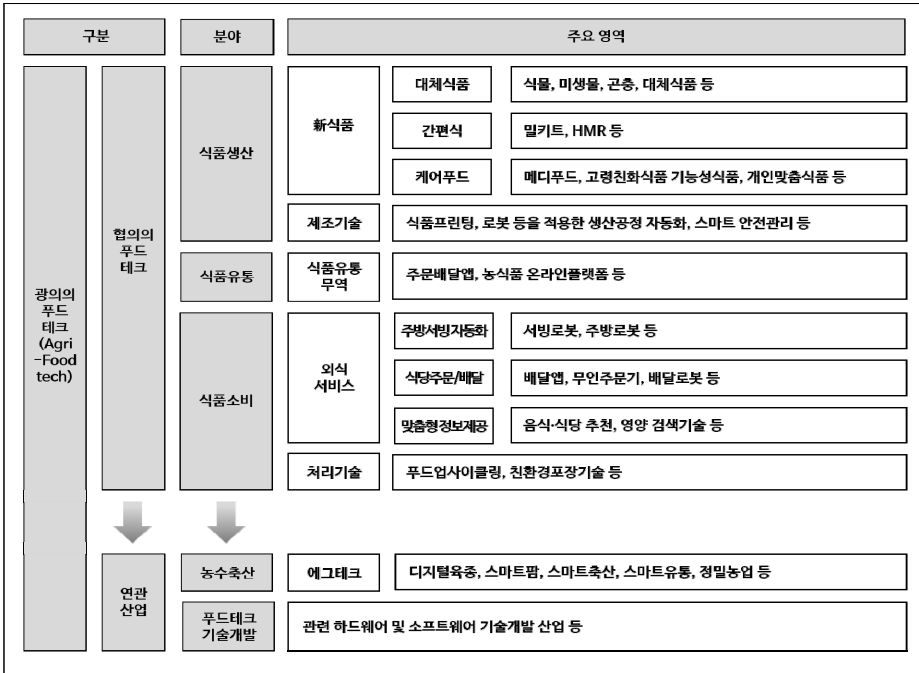 구분
분야
주요 영역
광의의
푸드
테크
(Agri
-Food
tech)
협의의
푸드
테크
식품생산
新식품
대체식품
식물, 미생물, 곤충, 대체식품 등
간편식
밀키트, HMR 등
케어푸드
메디푸드, 고령친화식품 기능성식품, 개인맞춤식품 등
제조기술
식품프린팅, 로봇 등을 적용한 생산공정 자동화, 스마트 안전관리 등
식품유통
식품유통
무역
주문배달앱, 농식품 온라인플랫폼 등
식품소비
외식
서비스
주방서빙자동화
서빙로봇, 주방로봇 등
식당주문/배달
배달앱, 무인주문기, 배달로봇 등
맞춤형정보제공
음식·식당 추천, 영양 검색기술 등
처리기술
푸드업사이클링, 친환경포장기술 등
연관
산업
농수축산
에그테크
디지털육종, 스마트팜, 스마트축산, 스마트유통, 정밀농업 등
푸드테크
기술개발
관련 하드웨어 및 소프트웨어 기술개발 산업 등